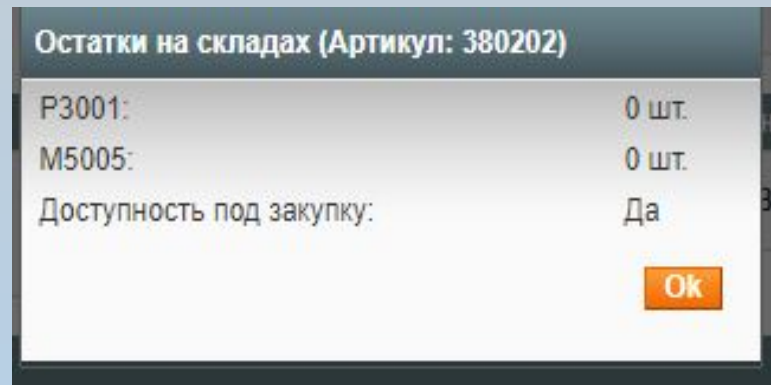 Остатки на складах (Артикул: 380202)
P3001: 0 шт.
M5005: 0 шт.
Доступность под закупку: Да
Ok